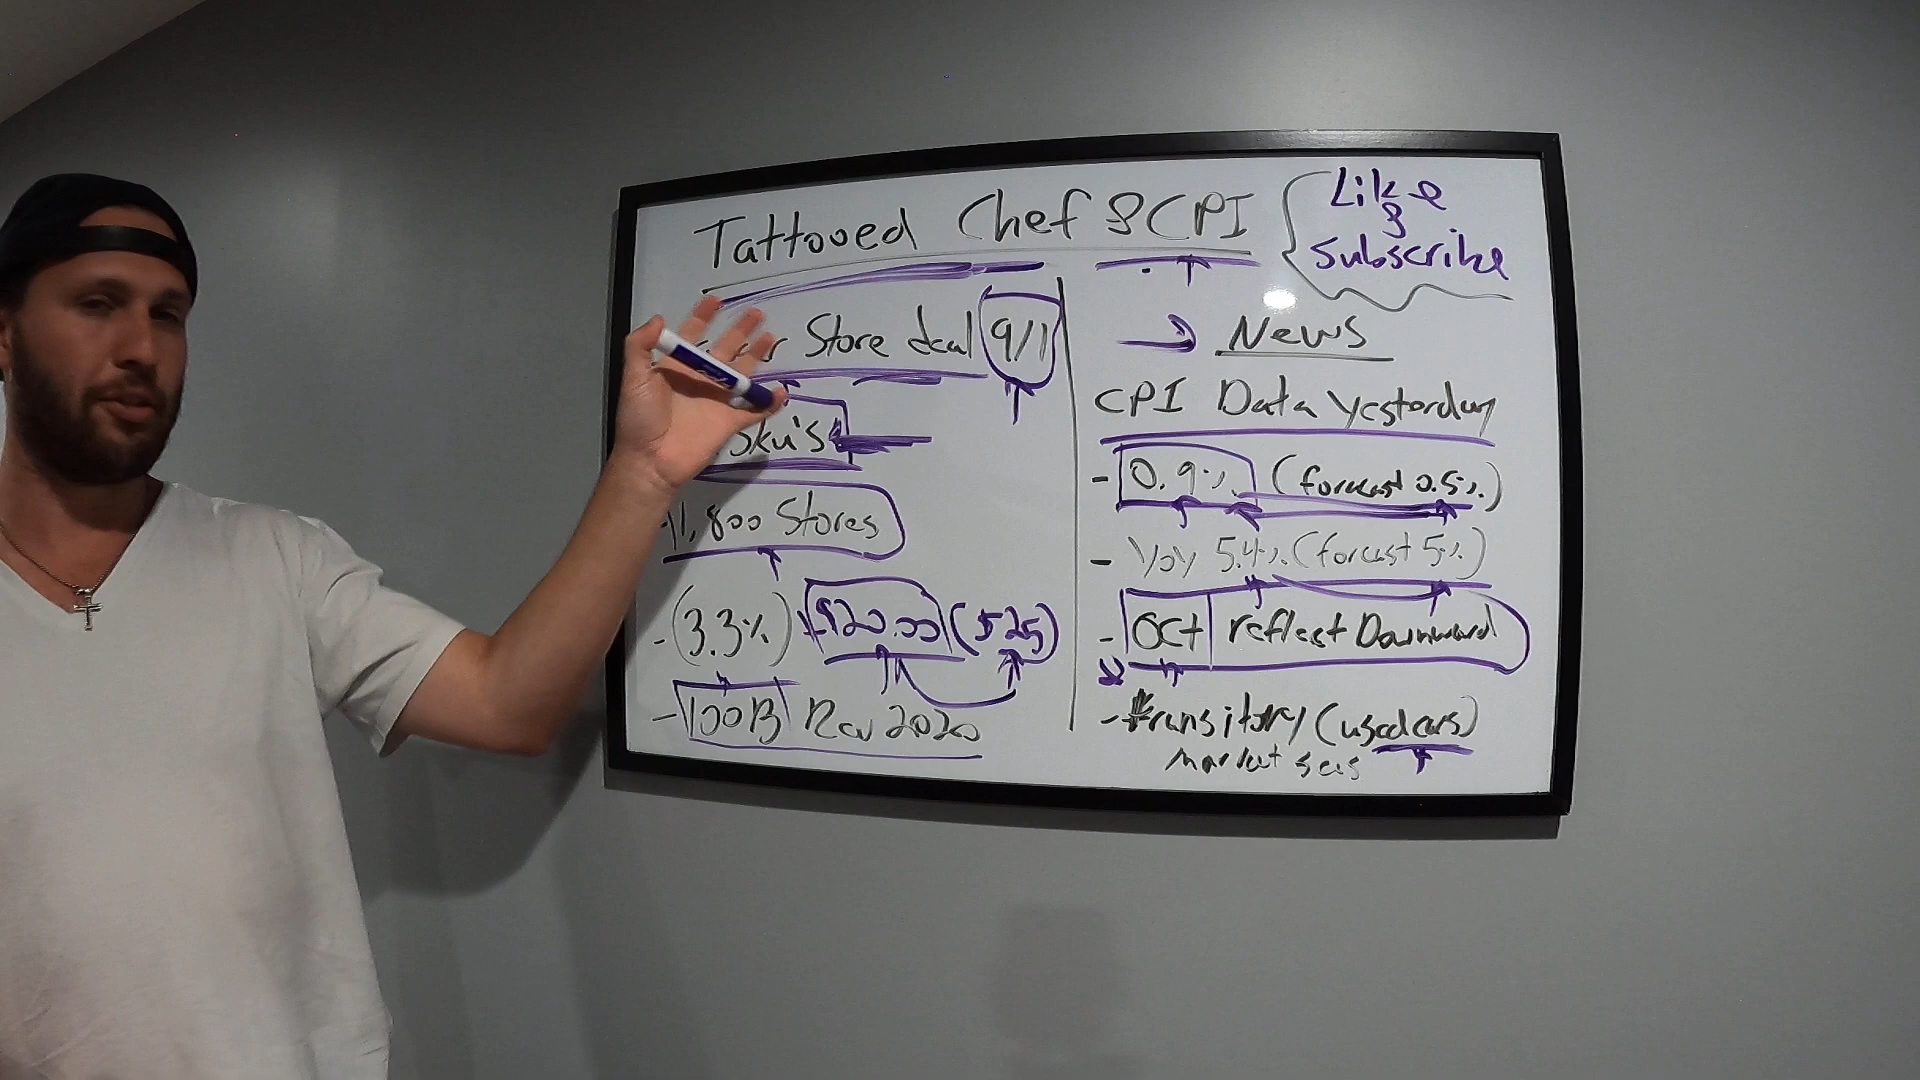 Tattooed Chef & CPI
Like
&
Subscribe
Store deal 9/1
Sku's
11,800 Stores
- (3.3%) $20.00 ($25)
- 100B Rev 2020
→ News
CPI Data Yesterday
- 0.9%. (forecast 0.5%.)
- YoY 5.4%. (forcast 5%.)
- Oct reflect Downward
- transitory (used cars)
market sees